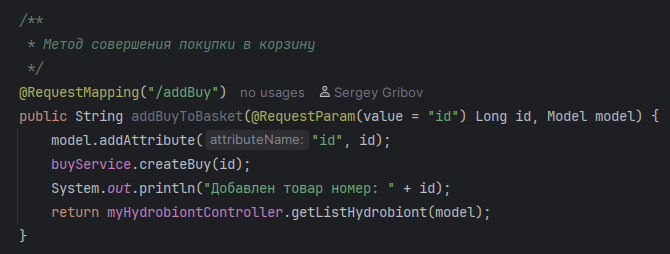 /**
 * Метод совершения покупки в корзину
 */
@RequestMapping("/addBuy") no usages Sergey Gribov
public String addBuyToBasket(@RequestParam(value = "id") Long id, Model model) {
    model.addAttribute( attributeName: "id", id);
    buyService.createBuy(id);
    System.out.println("Добавлен товар номер: " + id);
    return myHydrobiontController.getListHydrobiont(model);
}